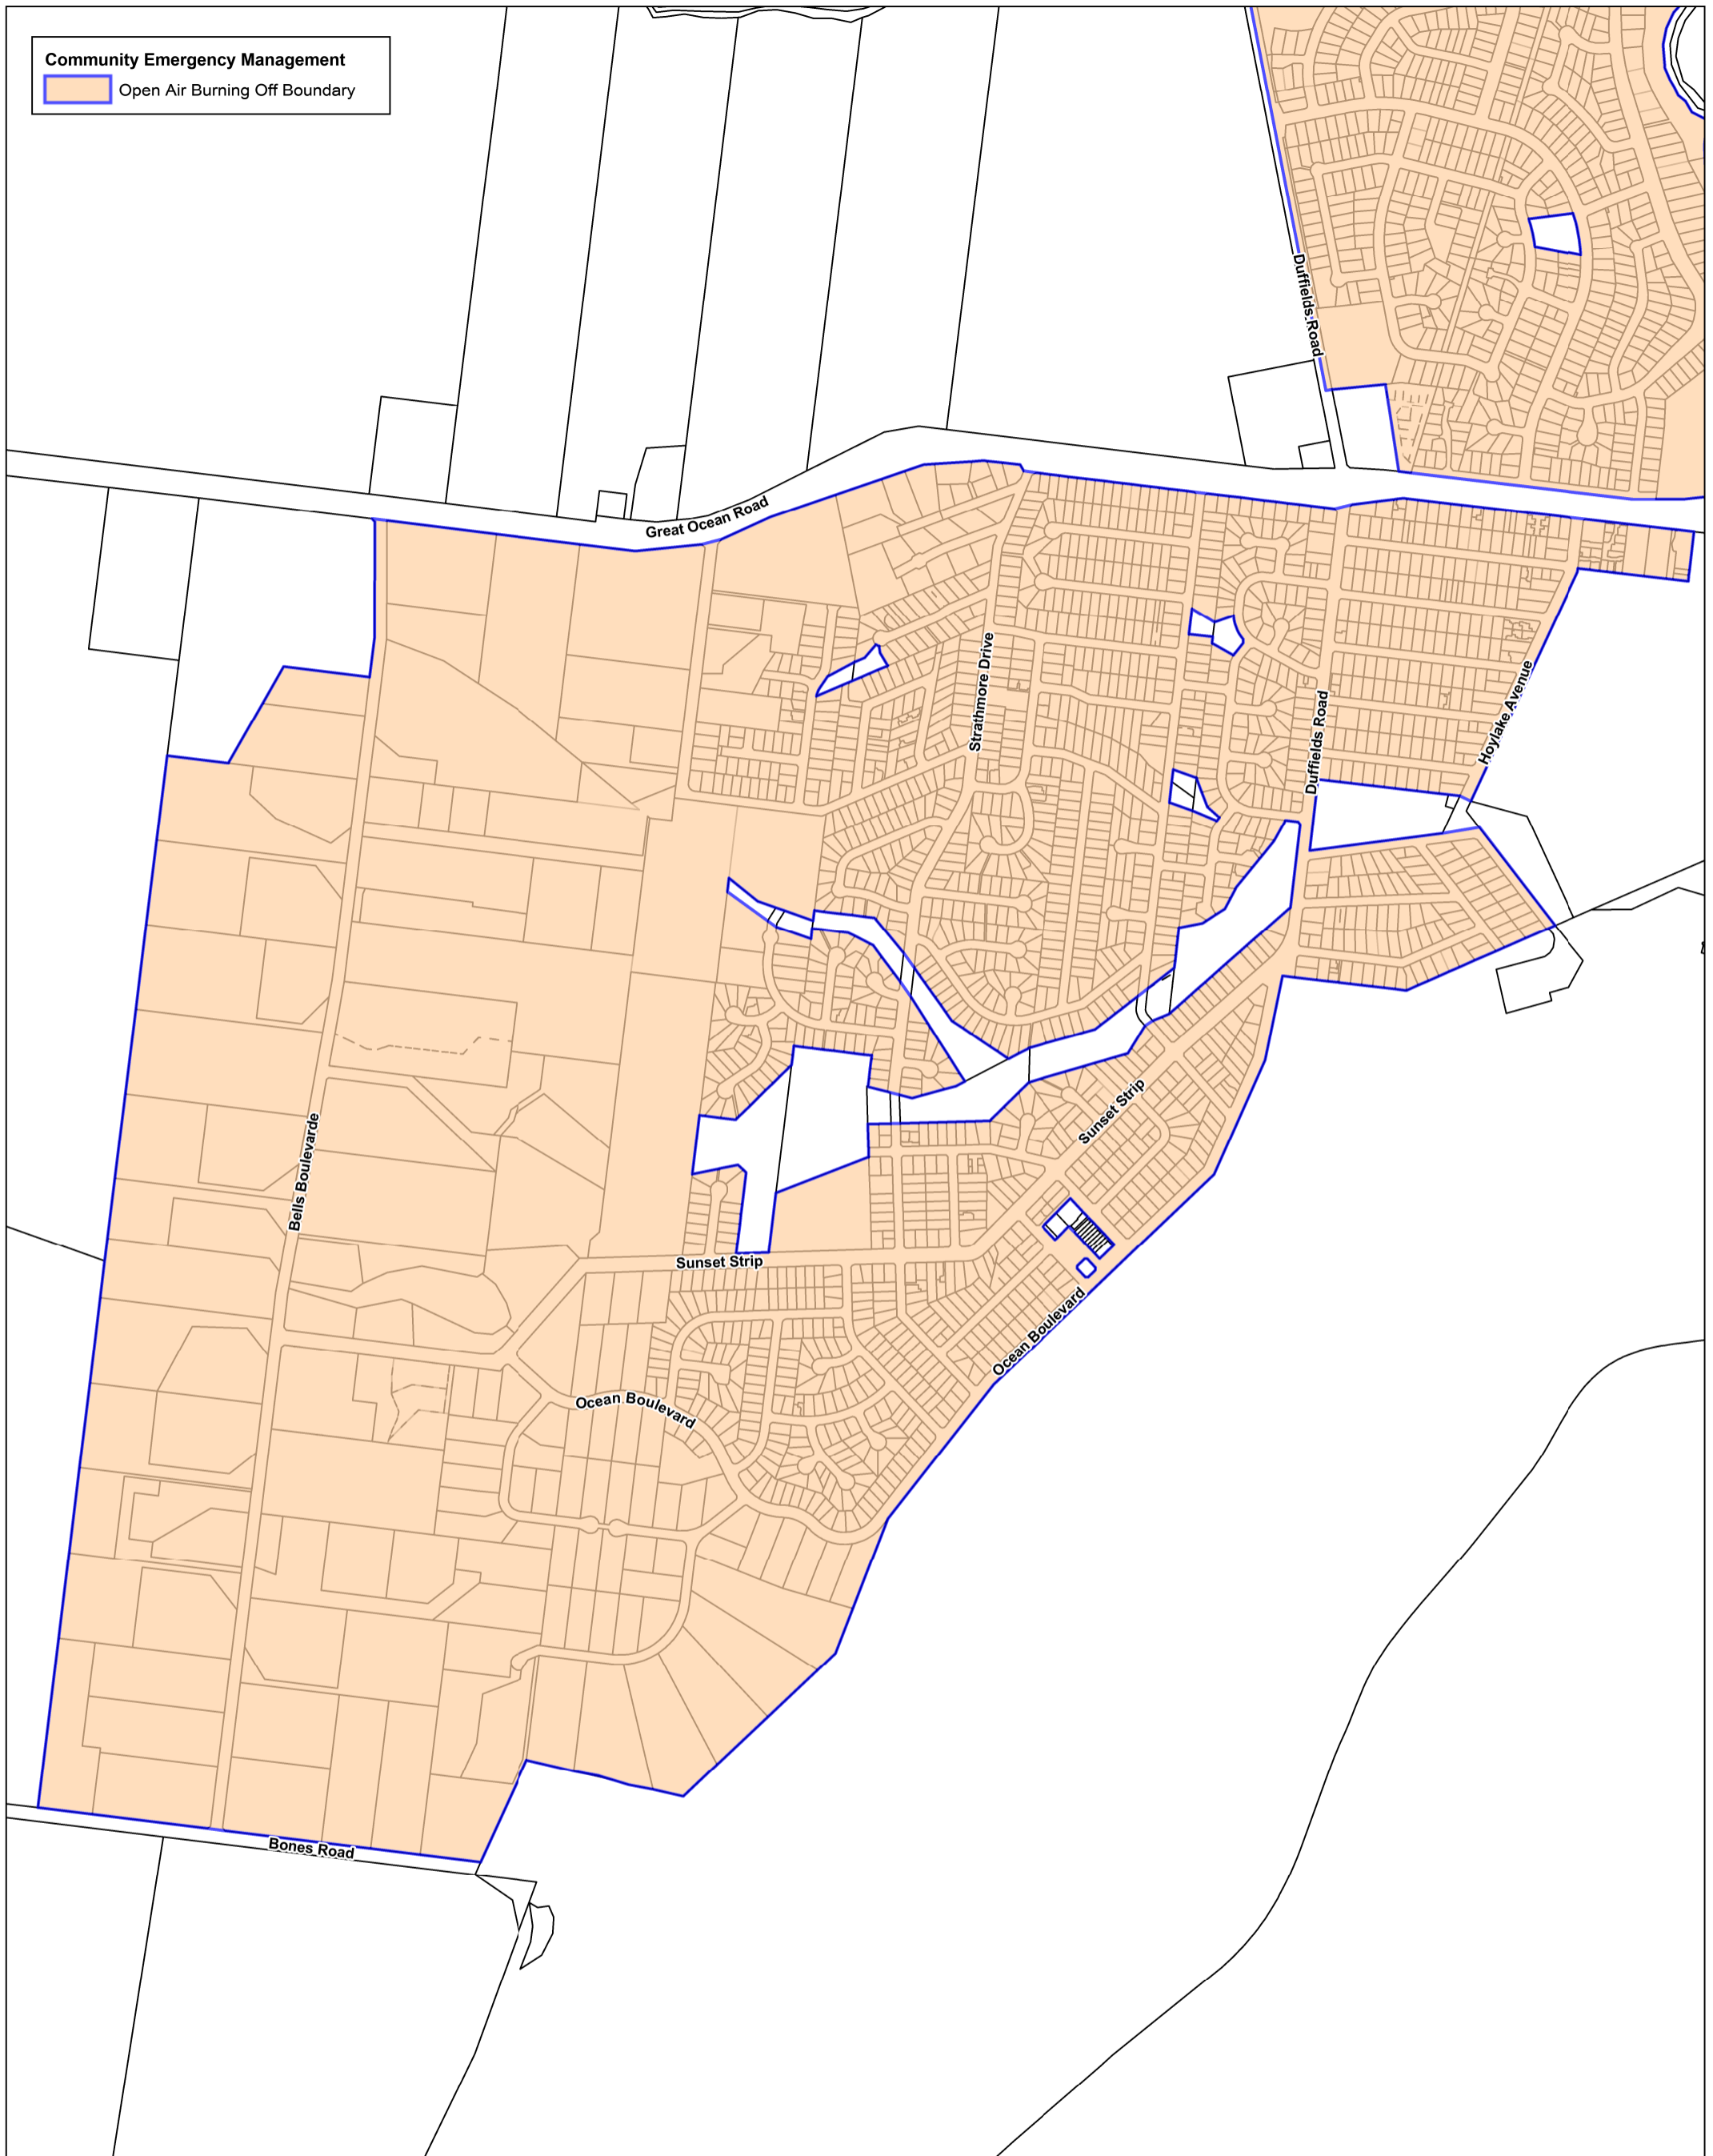 Community Emergency Management
Open Air Burning Off Boundary
Duffields Road
Great Ocean Road
Strathmore Drive
Duffields Road
Hoylake Avenue
Bells Boulevarde
Sunset Strip
Sunset Strip
Ocean Boulevard
Ocean Boulevard
Bones Road